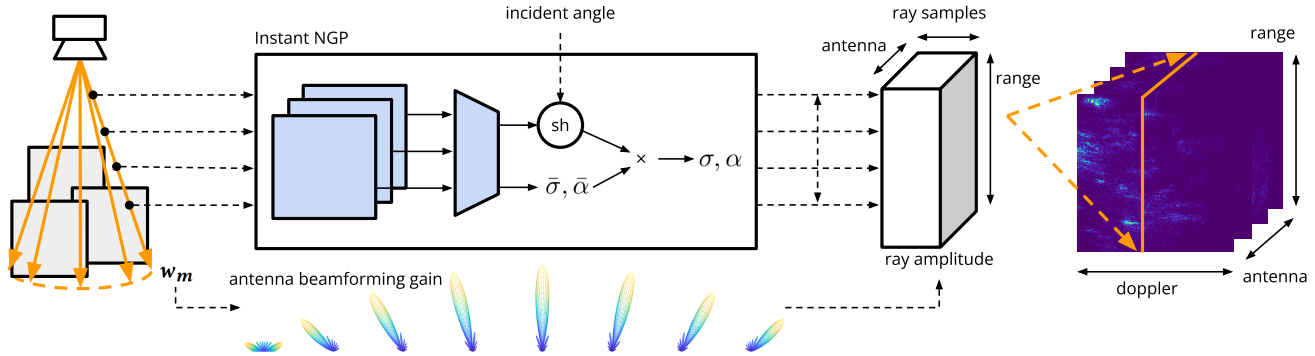 incident angle
Instant NGP
sh
σ̄, ᾱ
×
σ, α
ray samples
antenna
range
ray amplitude
range
doppler
antenna
w_m
antenna beamforming gain